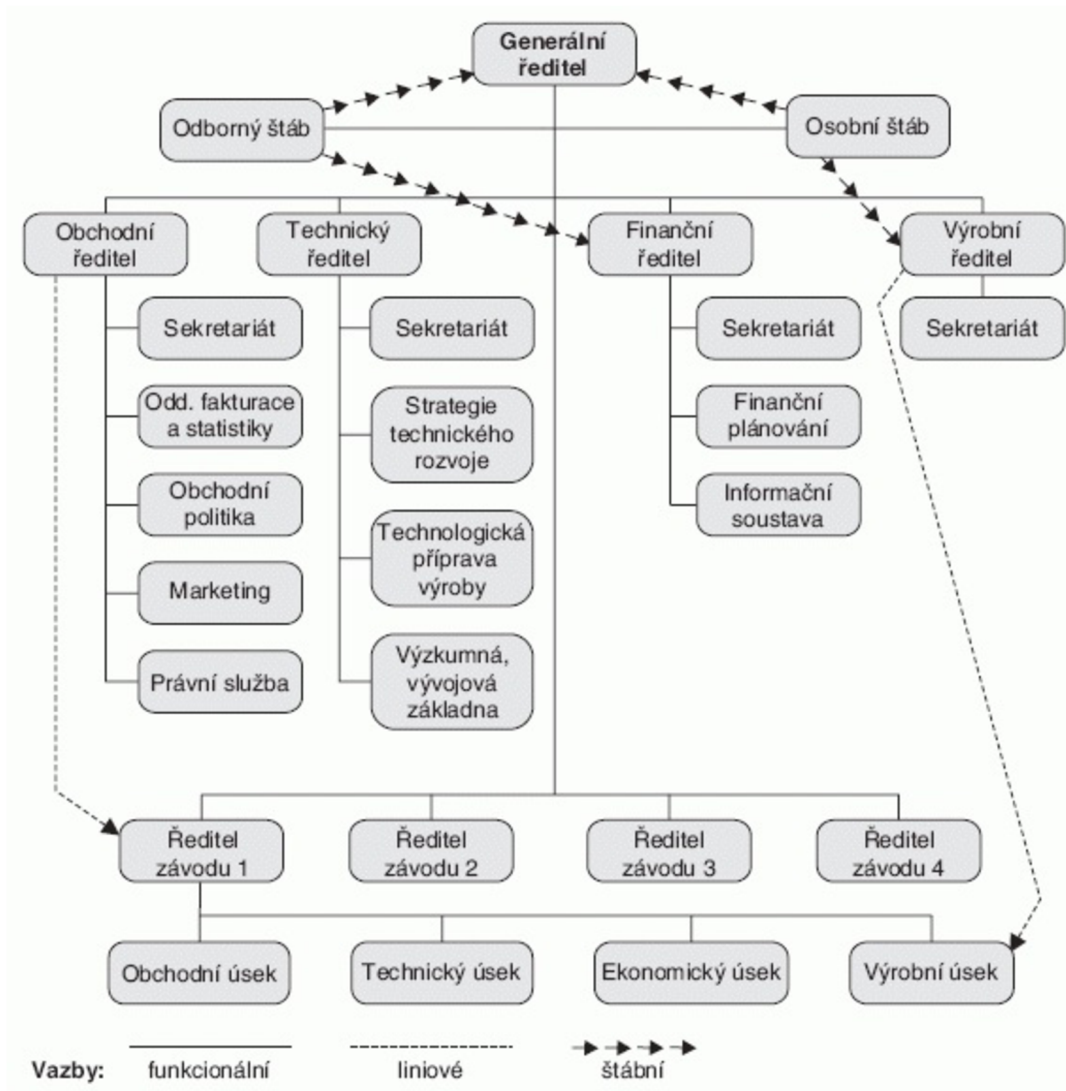 Generální
ředitel
Odborný štáb
Osobní štáb
Obchodní
ředitel
Technický
ředitel
Finanční
ředitel
Výrobní
ředitel
Sekretariát
Sekretariát
Sekretariát
Sekretariát
Odd. fakturace
a statistiky
Strategie
technického
rozvoje
Finanční
plánování
Obchodní
politika
Technologická
příprava
výroby
Informační
soustava
Marketing
Právní služba
Výzkumná,
vývojová
základna
Ředitel
závodu 1
Ředitel
závodu 2
Ředitel
závodu 3
Ředitel
závodu 4
Obchodní úsek
Technický úsek
Ekonomický úsek
Výrobní úsek
Vazby: funkcionální liniové štábní